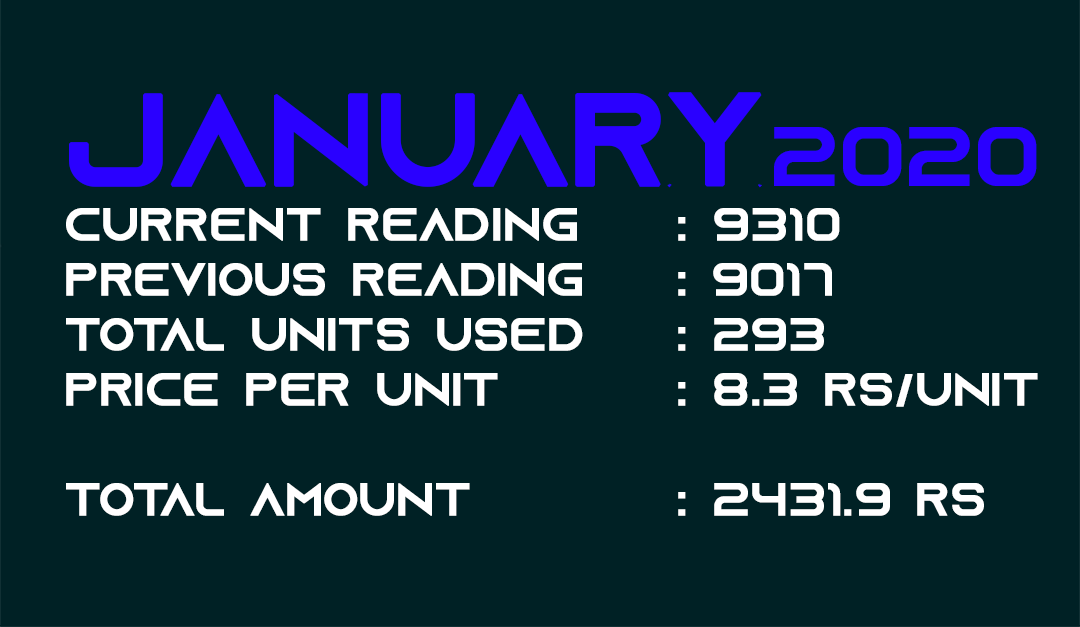 JANUARY 2020
CURRENT READING : 9310
PREVIOUS READING : 9017
TOTAL UNITS USED : 293
PRICE PER UNIT : 8.3 RS/UNIT
TOTAL AMOUNT : 2431.9 RS